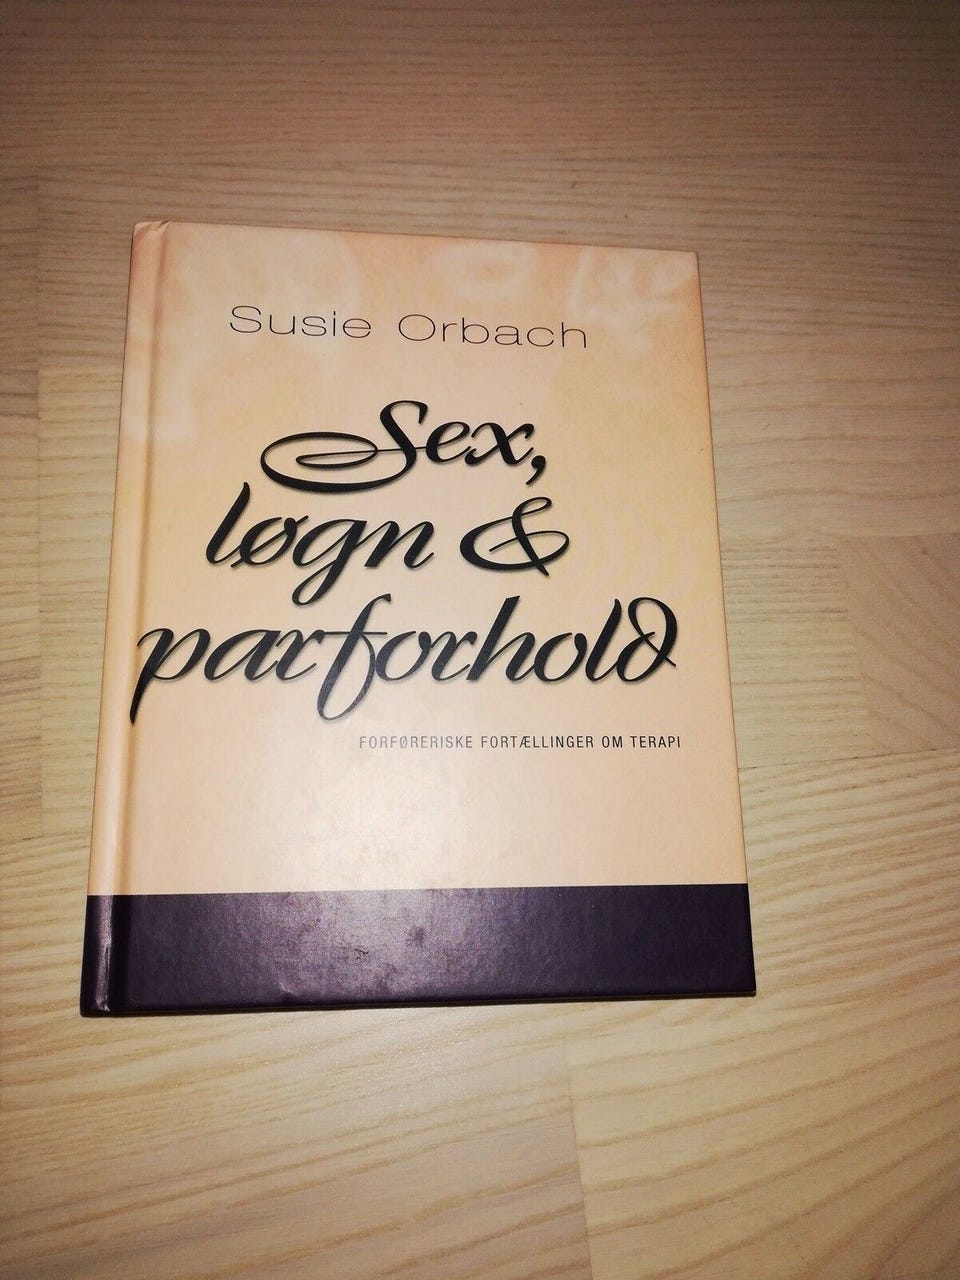 Susie Orbach
Sex,
løgn &
parforhold
FORFØRERISKE FORTÆLLINGER OM TERAPI